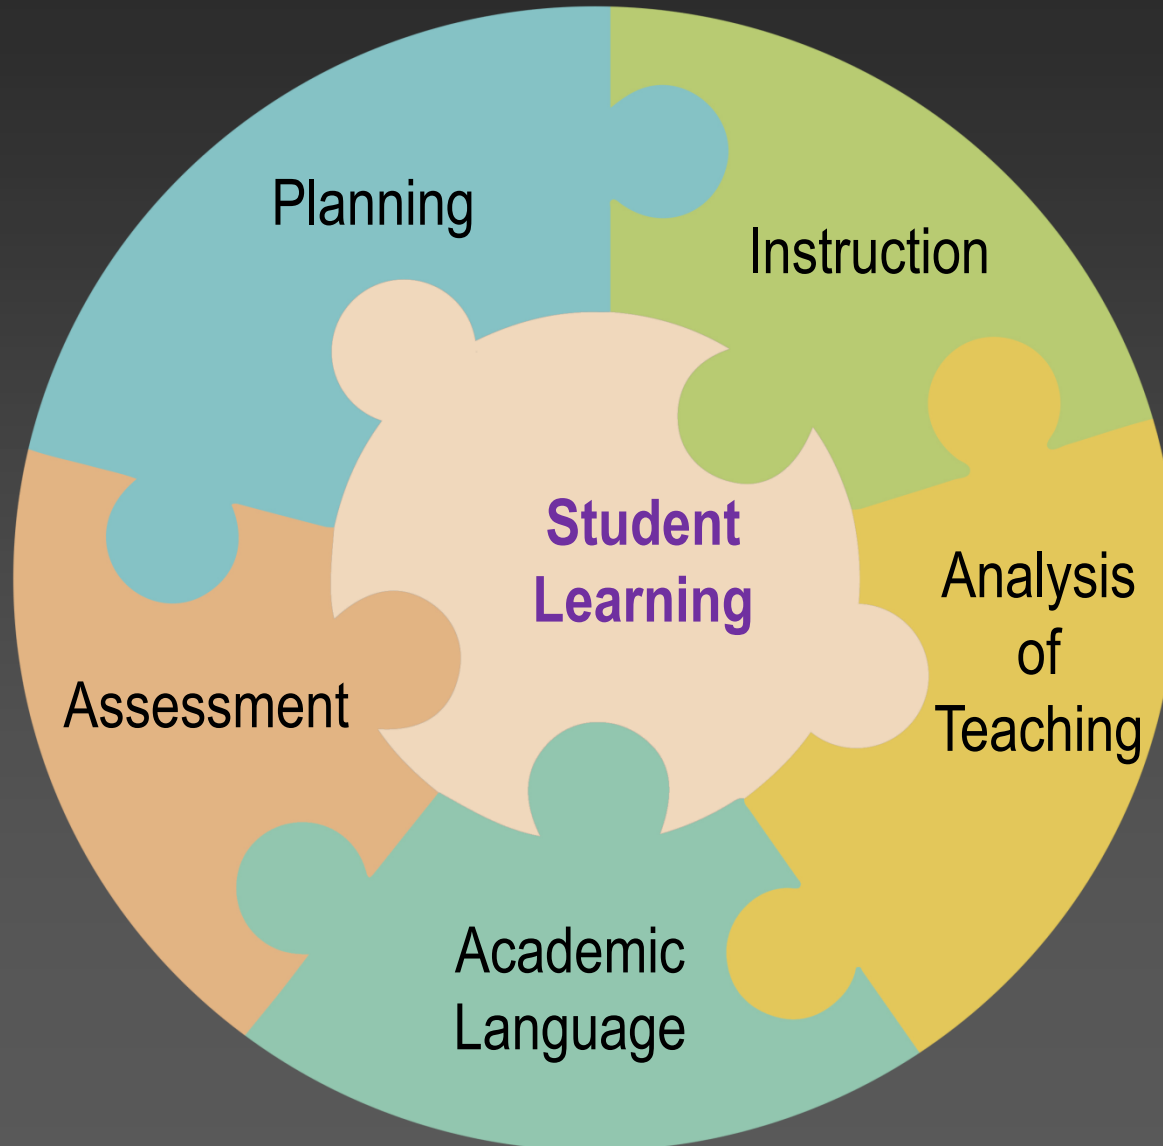 Planning
Instruction
Student
Learning
Analysis
of
Teaching
Assessment
Academic
Language